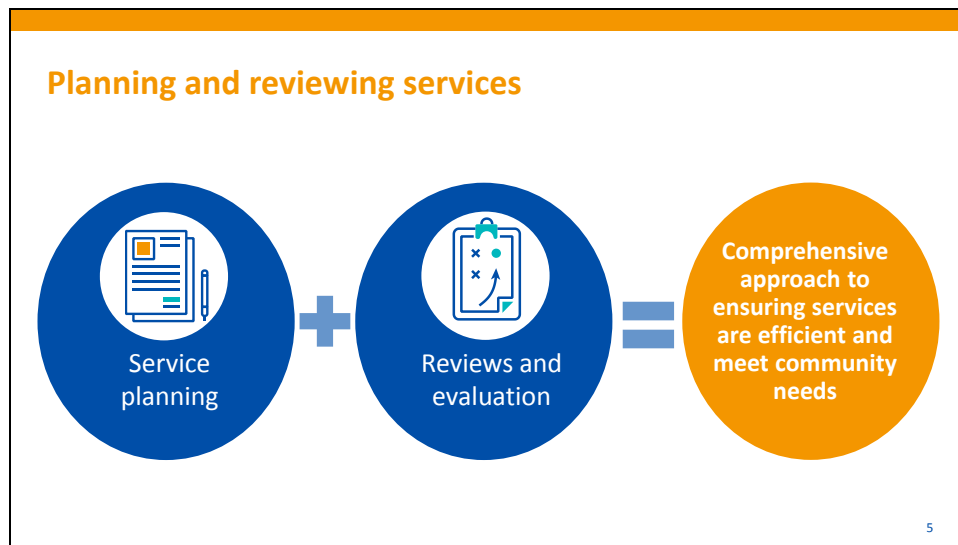 Planning and reviewing services
Service
planning
Reviews and
evaluation
Comprehensive
approach to
ensuring services
are efficient and
meet community
needs
5